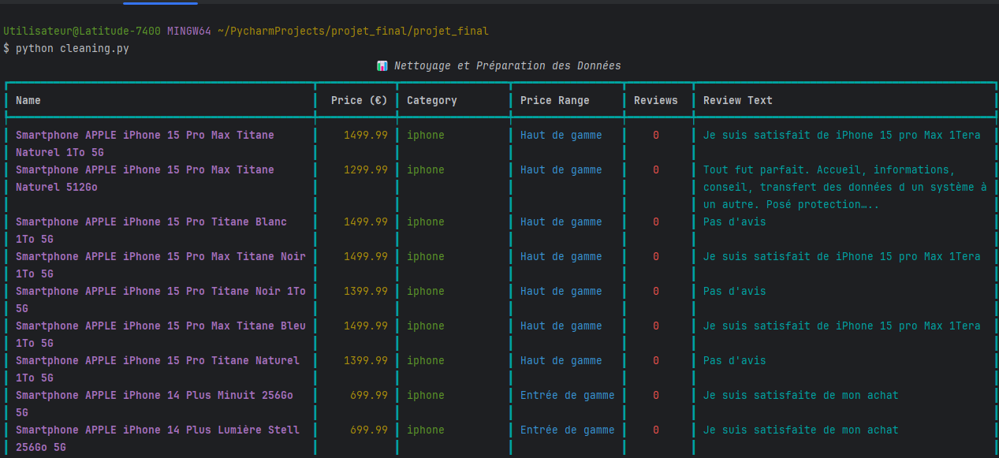 Utilisateur@Latitude-7400 MINGW64 ~/PycharmProjects/projet_final/projet_final
$ python cleaning.py
📊 Nettoyage et Préparation des Données
Name Price (€) Category Price Range Reviews Review Text
Smartphone APPLE iPhone 15 Pro Max Titane 1499.99 iphone Haut de gamme 0 Je suis satisfait de iPhone 15 pro Max 1Tera
Naturel 1To 5G
Smartphone APPLE iPhone 15 Pro Max Titane 1299.99 iphone Haut de gamme 0 Tout fut parfait. Accueil, informations,
Naturel 512Go conseil, transfert des données d un système à
un autre. Posé protection…..
Smartphone APPLE iPhone 15 Pro Titane Blanc 1499.99 iphone Haut de gamme 0 Pas d'avis
1To 5G
Smartphone APPLE iPhone 15 Pro Max Titane Noir 1499.99 iphone Haut de gamme 0 Je suis satisfait de iPhone 15 pro Max 1Tera
1To 5G
Smartphone APPLE iPhone 15 Pro Titane Noir 1To 1399.99 iphone Haut de gamme 0 Pas d'avis
5G
Smartphone APPLE iPhone 15 Pro Max Titane Bleu 1499.99 iphone Haut de gamme 0 Je suis satisfait de iPhone 15 pro Max 1Tera
1To 5G
Smartphone APPLE iPhone 15 Pro Titane Naturel 1399.99 iphone Haut de gamme 0 Pas d'avis
1To 5G
Smartphone APPLE iPhone 14 Plus Minuit 256Go 699.99 iphone Entrée de gamme 0 Je suis satisfaite de mon achat
5G
Smartphone APPLE iPhone 14 Plus Lumière Stell 699.99 iphone Entrée de gamme 0 Je suis satisfaite de mon achat
256Go 5G